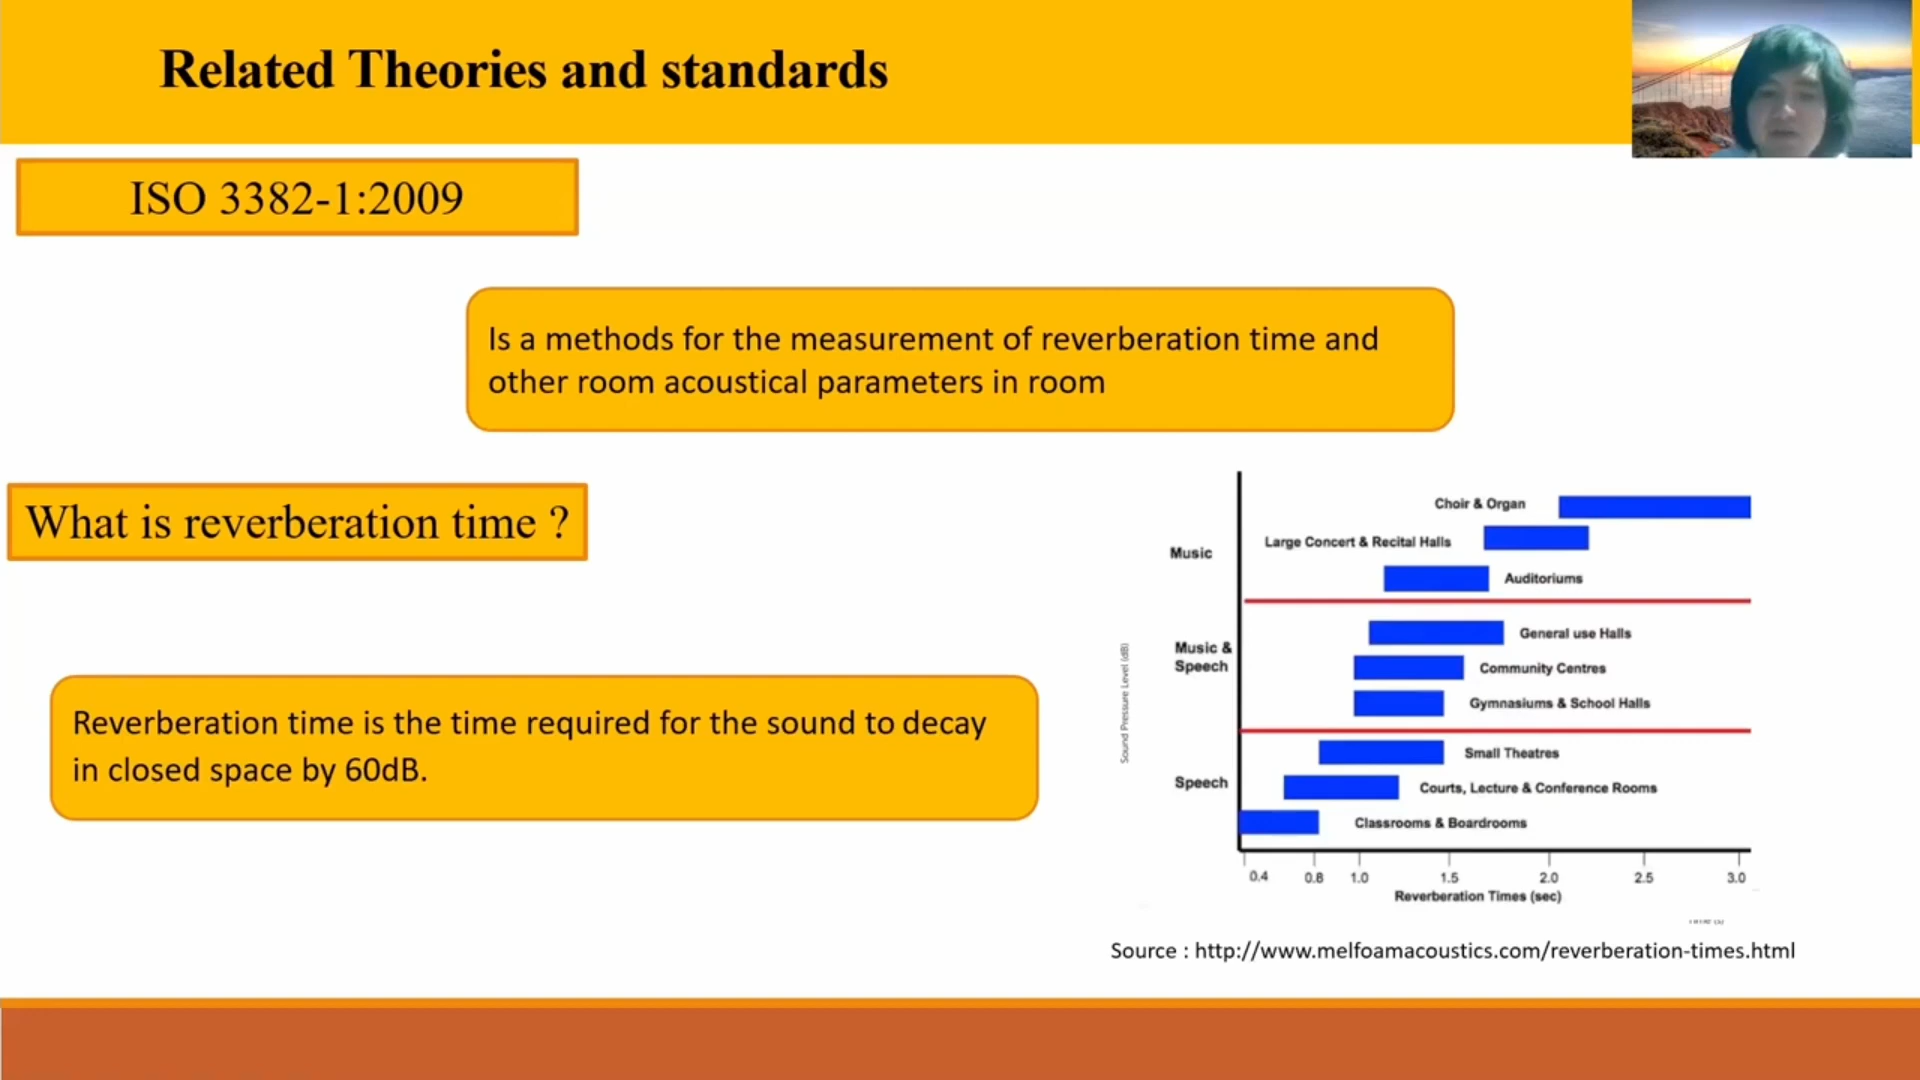 Related Theories and standards
ISO 3382-1:2009
Is a methods for the measurement of reverberation time and
other room acoustical parameters in room
What is reverberation time ?
Reverberation time is the time required for the sound to decay
in closed space by 60dB.
Sound Pressure Level (dB)
Music
Choir & Organ
Large Concert & Recital Halls
Auditoriums
Music &
Speech
General use Halls
Community Centres
Gymnasiums & School Halls
Speech
Small Theatres
Courts, Lecture & Conference Rooms
Classrooms & Boardrooms
0.4 0.8 1.0 1.5 2.0 2.5 3.0
Reverberation Times (sec)
Source : http://www.melfoamacoustics.com/reverberation-times.html